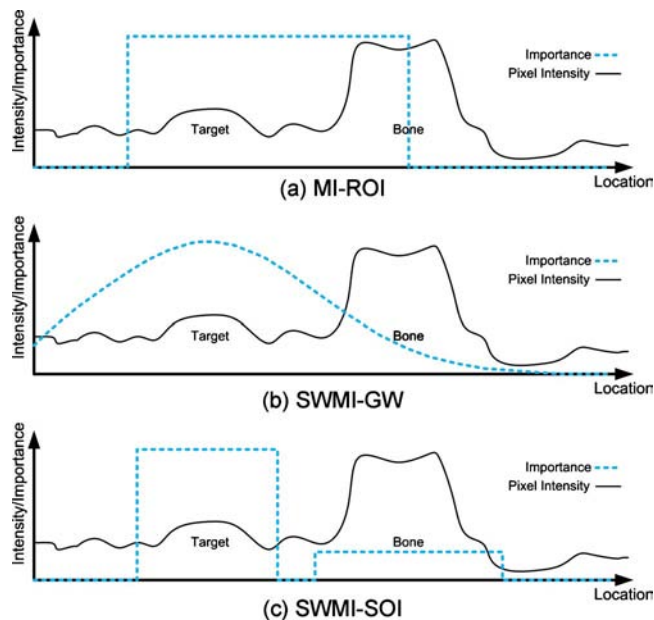 Intensity/Importance
Importance
Pixel Intensity
Target
Bone
Location
(a) MI-ROI
Intensity/Importance
Importance
Pixel Intensity
Target
Bone
Location
(b) SWMI-GW
Intensity/Importance
Importance
Pixel Intensity
Target
Bone
Location
(c) SWMI-SOI